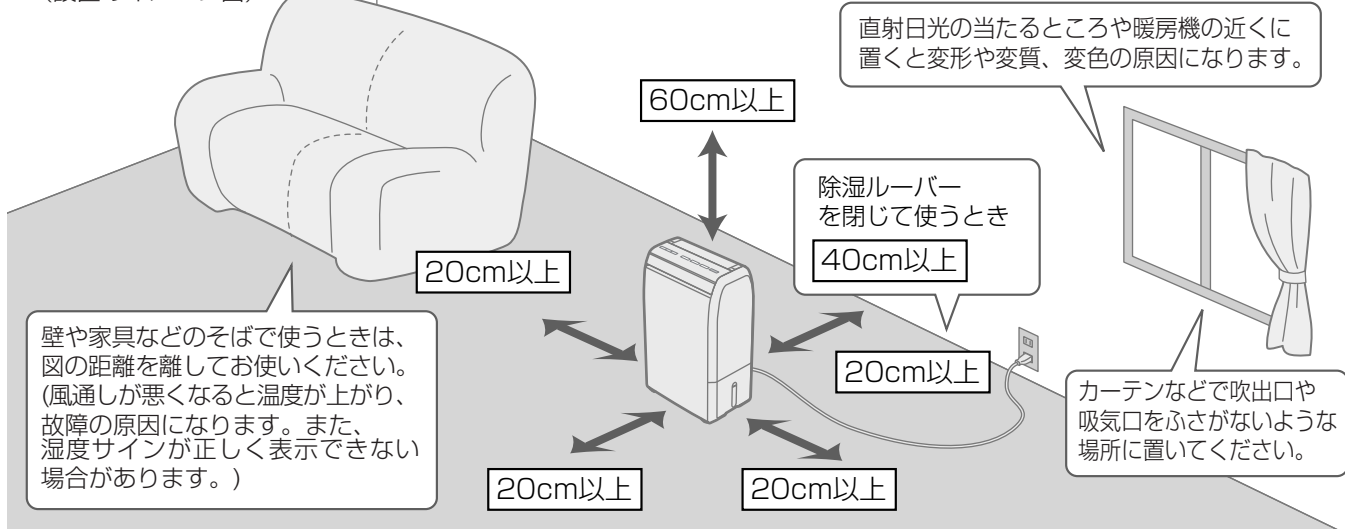 直射日光の当たるところや暖房機の近くに
置くと変形や変質、変色の原因になります。
60cm以上
除湿ルーバー
を閉じて使うとき
40cm以上
20cm以上
壁や家具などのそばで使うときは、
図の距離を離してお使いください。
(風通しが悪くなると温度が上がり、
故障の原因になります。また、
湿度サインが正しく表示できない
場合があります。)
20cm以上
カーテンなどで吹出口や
吸気口をふさがないような
場所に置いてください。
20cm以上
20cm以上